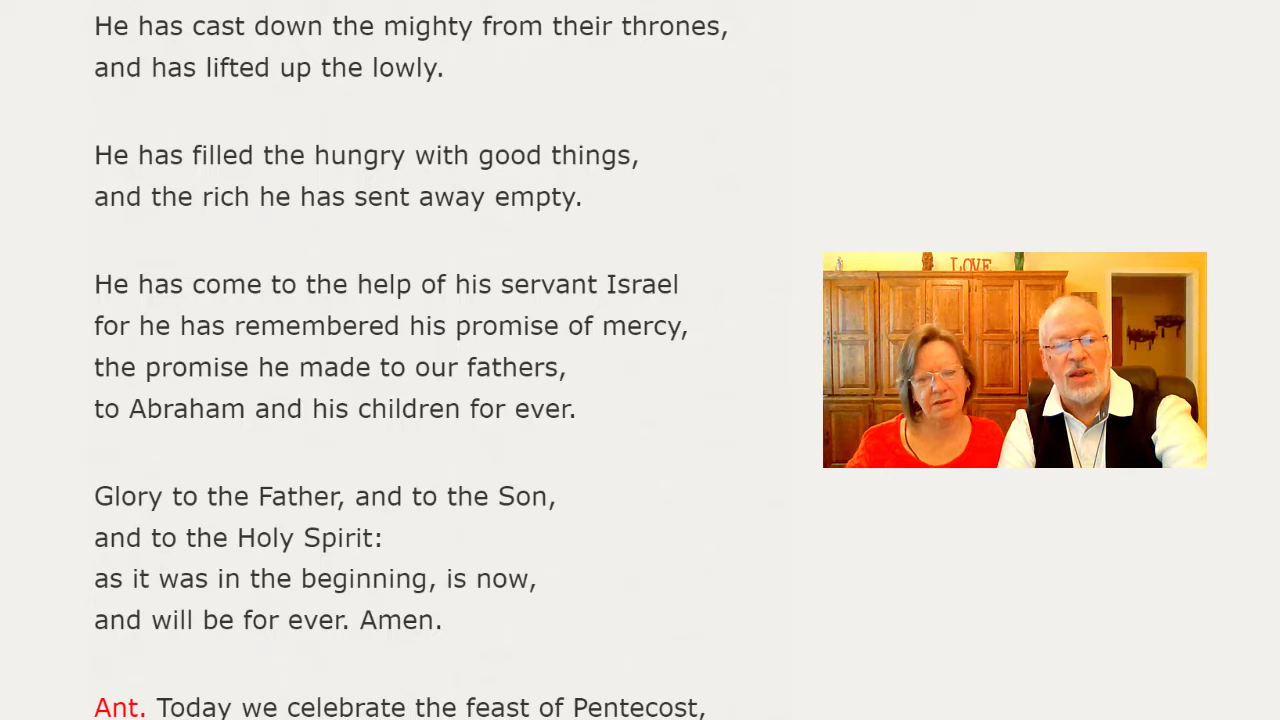 He has cast down the mighty from their thrones,
and has lifted up the lowly.
He has filled the hungry with good things,
and the rich he has sent away empty.
He has come to the help of his servant Israel
for he has remembered his promise of mercy,
the promise he made to our fathers,
to Abraham and his children for ever.
Glory to the Father, and to the Son,
and to the Holy Spirit:
as it was in the beginning, is now,
and will be for ever. Amen.
Ant. Today we celebrate the feast of Pentecost,
LOVE